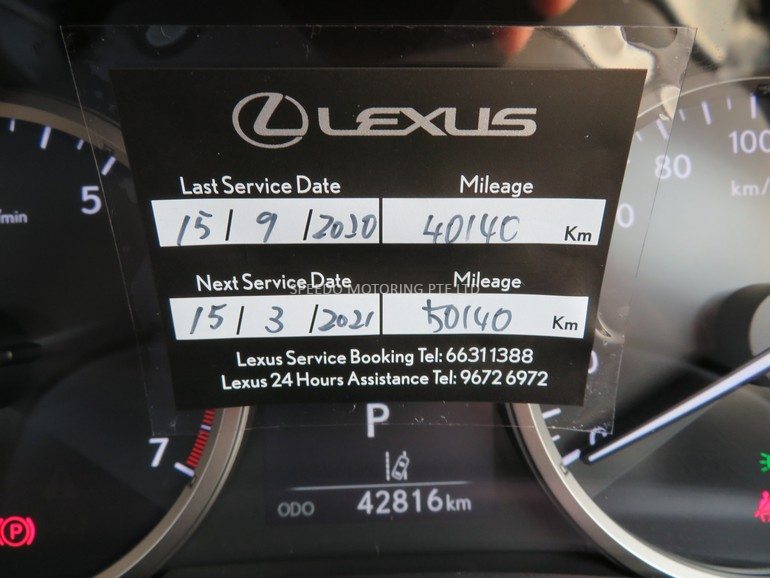 LEXUS
Last Service Date Mileage
15 / 9 / 2020 40140 Km
Next Service Date Mileage
SPEEDO MOTORING PTE LTD
15 / 3 / 2021 50140 Km
Lexus Service Booking Tel: 66311388
Lexus 24 Hours Assistance Tel: 9672 6972
5
/min
7
80
100
km/
P
ODO 42816 km
(P)